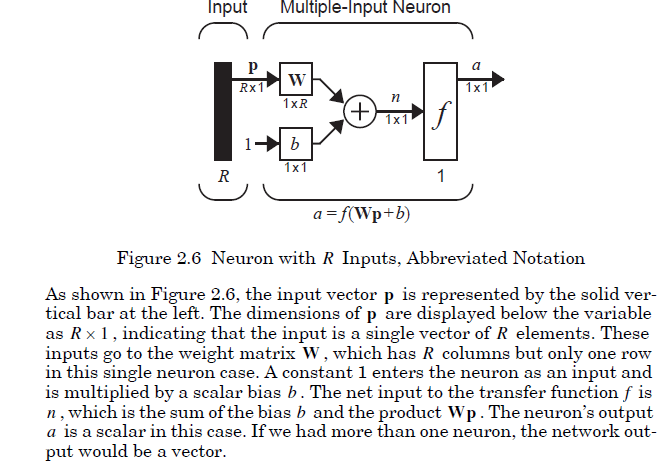 Input Multiple-Input Neuron
p a
Rx1 W 1x1
1xR n
+ 1x1 f
1 b
1x1
R 1
a = f(Wp+b)
Figure 2.6 Neuron with R Inputs, Abbreviated Notation
As shown in Figure 2.6, the input vector p is represented by the solid ver-
tical bar at the left. The dimensions of p are displayed below the variable
as R × 1, indicating that the input is a single vector of R elements. These
inputs go to the weight matrix W, which has R columns but only one row
in this single neuron case. A constant 1 enters the neuron as an input and
is multiplied by a scalar bias b. The net input to the transfer function f is
n, which is the sum of the bias b and the product Wp. The neuron's output
a is a scalar in this case. If we had more than one neuron, the network out-
put would be a vector.